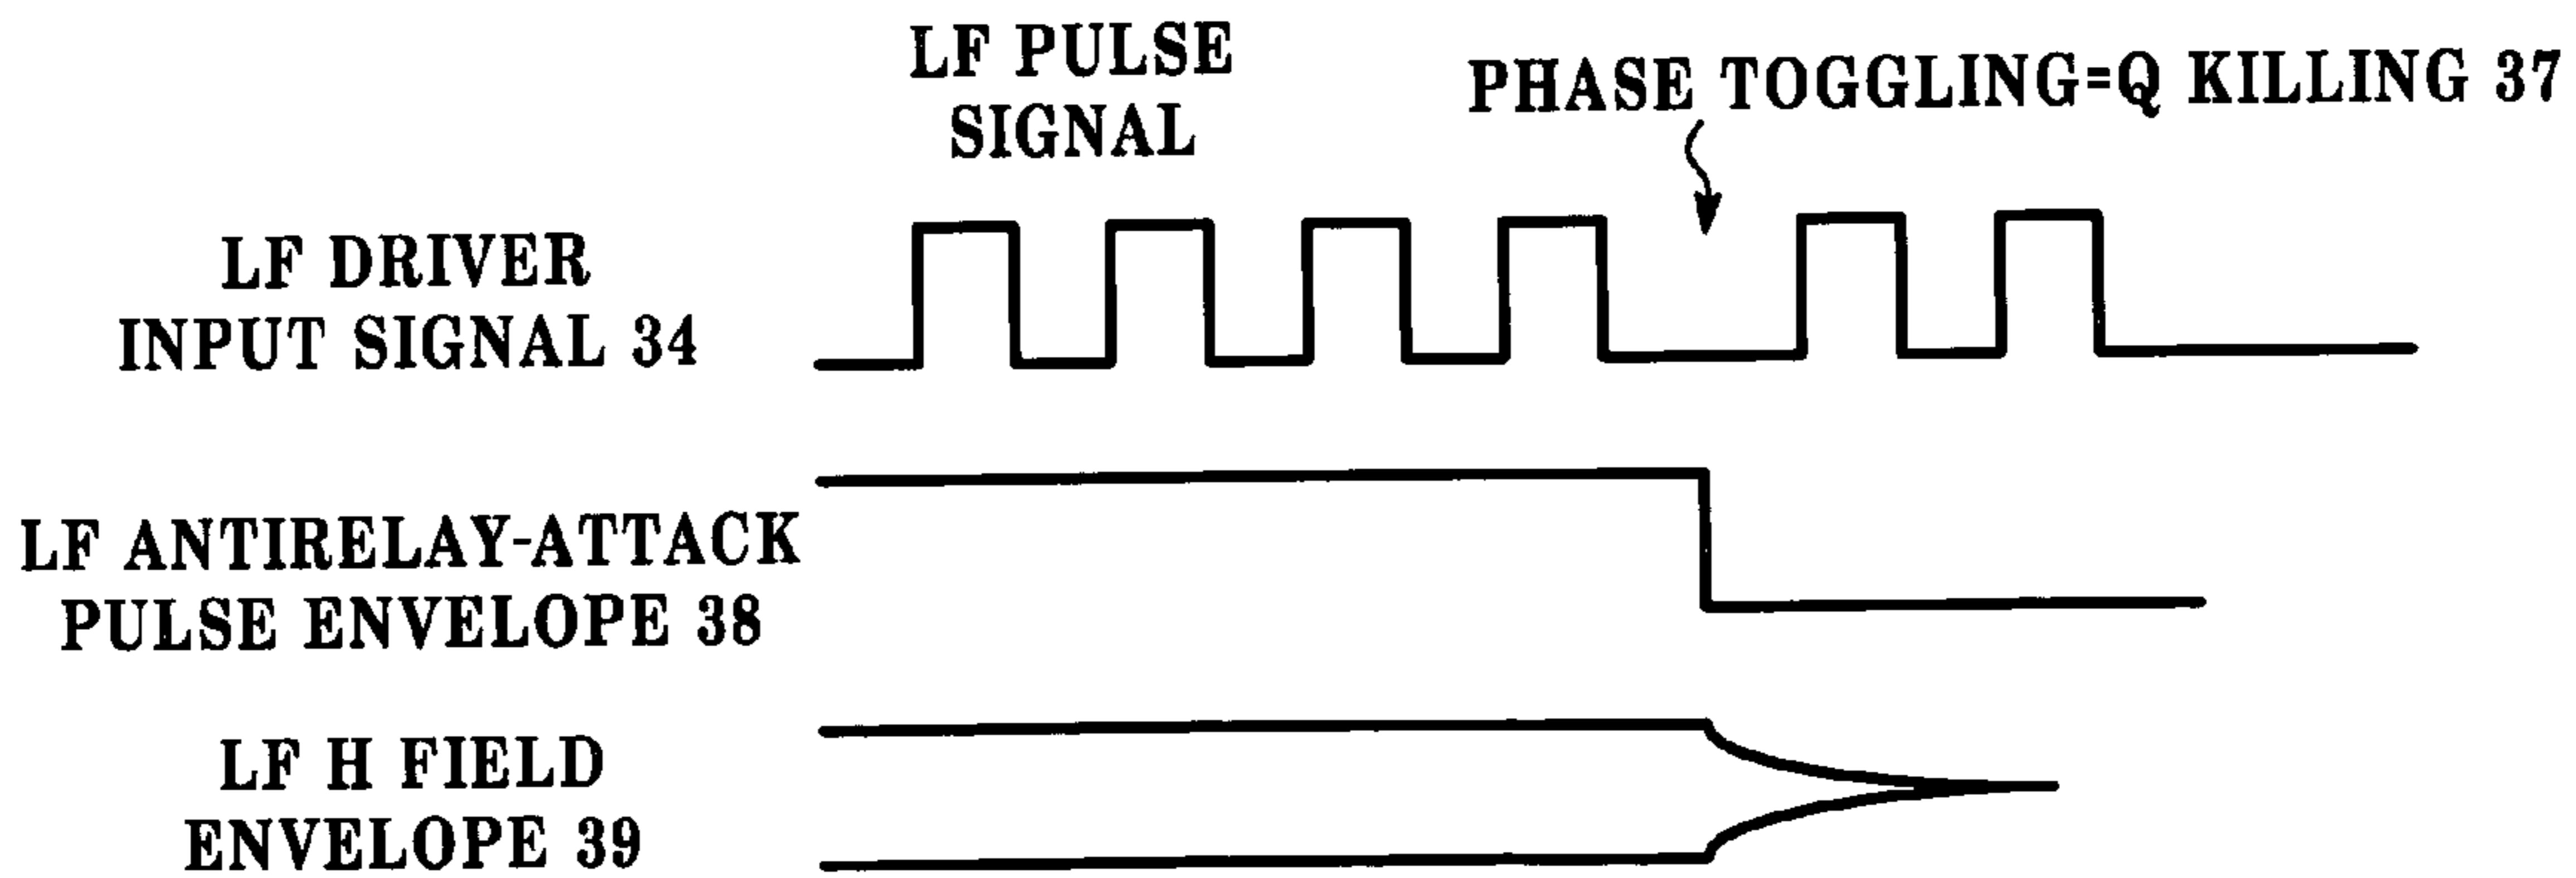 LF PULSE
SIGNAL
PHASE TOGGLING=Q KILLING 37
LF DRIVER
INPUT SIGNAL 34
LF ANTIRELAY-ATTACK
PULSE ENVELOPE 38
LF H FIELD
ENVELOPE 39